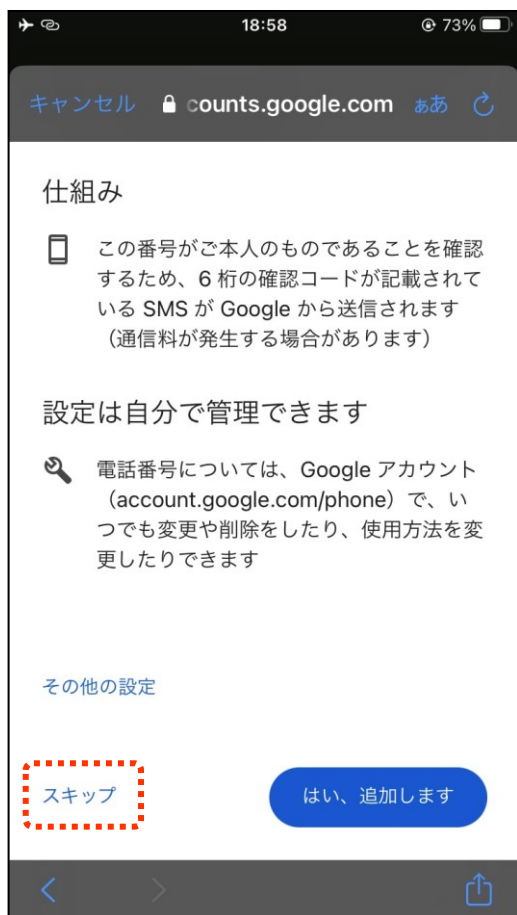 18:58
73%
キャンセル counts.google.com ぁあ
仕組み
この番号がご本人のものであることを確認
するため、6 桁の確認コードが記載されて
いる SMS が Google から送信されます
（通信料が発生する場合があります）
設定は自分で管理できます
電話番号については、Google アカウント
（account.google.com/phone）で、い
つでも変更や削除をしたり、使用方法を変
更したりできます
その他の設定
スキップ
はい、追加します